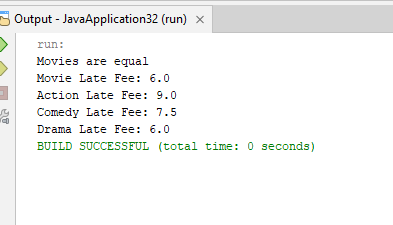 Output - JavaApplication32 (run)
run:
Movies are equal
Movie Late Fee: 6.0
Action Late Fee: 9.0
Comedy Late Fee: 7.5
Drama Late Fee: 6.0
BUILD SUCCESSFUL (total time: 0 seconds)